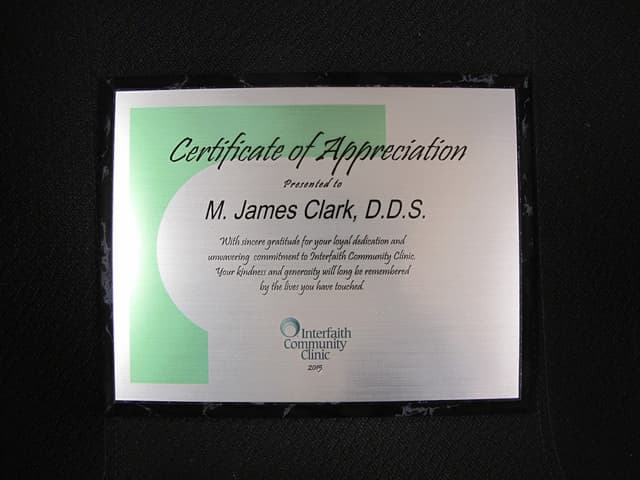 Certificate of Appreciation
Presented to
M. James Clark, D.D.S.
With sincere gratitude for your loyal dedication and
unwavering commitment to Interfaith Community Clinic.
Your kindness and generosity will long be remembered
by the lives you have touched.
Interfaith
Community
Clinic
2015